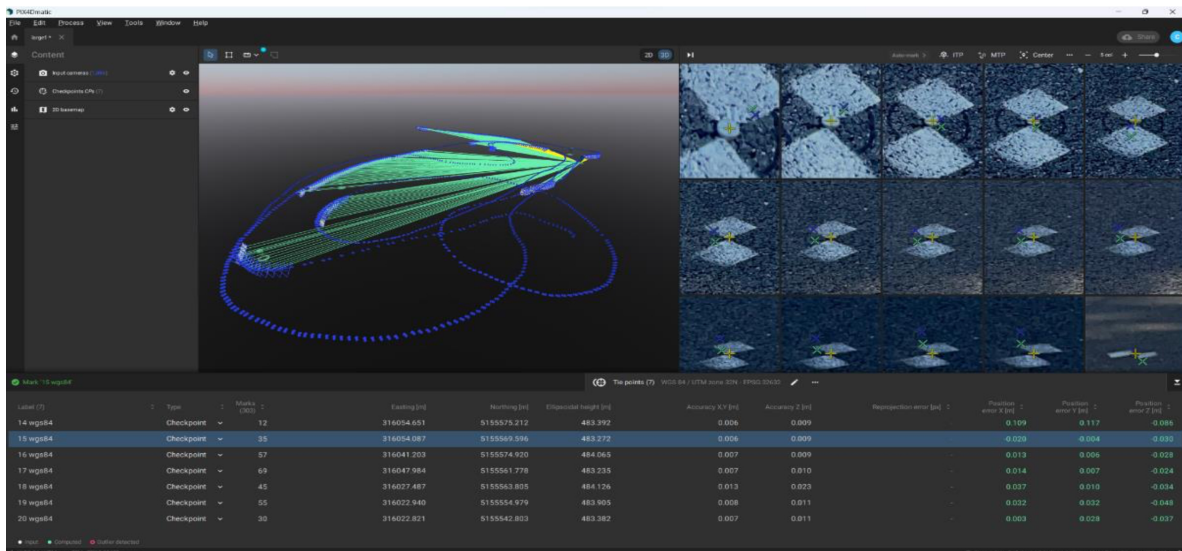 PIX4Dmatic
File Edit Process View Tools Window Help
target * Share
Content 2D 3D Auto-mark ITP MTP Center 5 cm
Input cameras
Checkpoints CPs (7)
2D basemap
Mark '15 wgs84' Tie points (7) WGS 84 / UTM zone 32N - EPSG:32632
Label (7) Type Marks (303) Easting [m] Northing [m] Ellipsoidal height [m] Accuracy X,Y [m] Accuracy Z [m] Reprojection error [px] Position error X [m] Position error Y [m] Position error Z [m]
14 wgs84 Checkpoint 12 316054.651 5155575.212 483.392 0.006 0.009 - 0.109 0.117 -0.086
15 wgs84 Checkpoint 35 316054.087 5155569.596 483.272 0.006 0.009 - -0.020 -0.004 -0.030
16 wgs84 Checkpoint 57 316041.203 5155574.920 484.065 0.007 0.009 - 0.013 0.006 -0.028
17 wgs84 Checkpoint 69 316047.984 5155561.778 483.235 0.007 0.010 - 0.014 0.007 -0.024
18 wgs84 Checkpoint 45 316027.487 5155563.805 484.126 0.013 0.023 - 0.037 0.010 -0.034
19 wgs84 Checkpoint 55 316022.940 5155554.979 483.905 0.008 0.011 - 0.032 0.032 -0.048
20 wgs84 Checkpoint 30 316022.821 5155542.803 483.382 0.007 0.011 - 0.003 0.028 -0.037
Input Computed Outlier detected